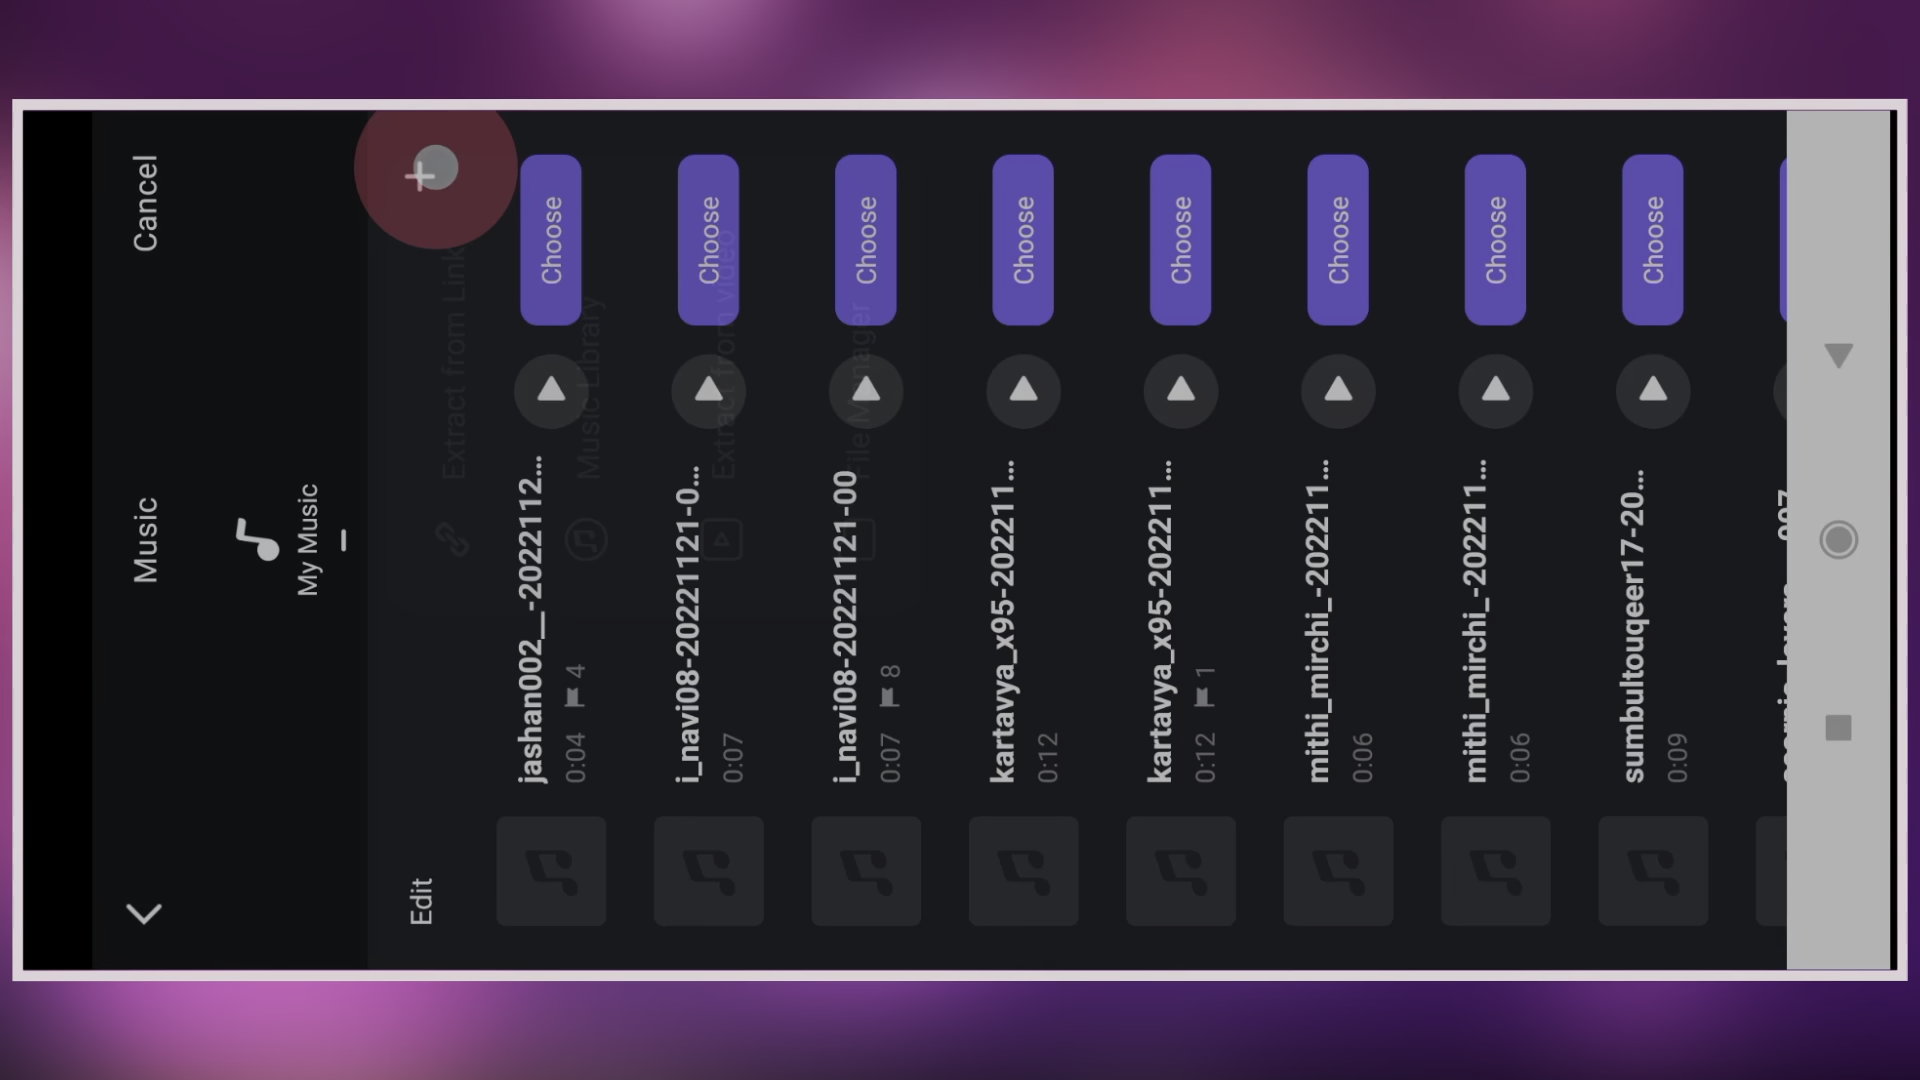 Music
Cancel
My Music
Edit
+
Extract from Link
Music Library
Extract from video
File Manager
jashan002__-2022112...
0:04 4
Choose
i_navi08-20221121-0...
0:07
Choose
i_navi08-20221121-00
0:07 8
Choose
kartavya_x95-202211...
0:12
Choose
kartavya_x95-202211...
0:12 1
Choose
mithi_mirchi_-202211...
0:06
Choose
mithi_mirchi_-202211...
0:06
Choose
sumbultouqeer17-20...
0:09
Choose